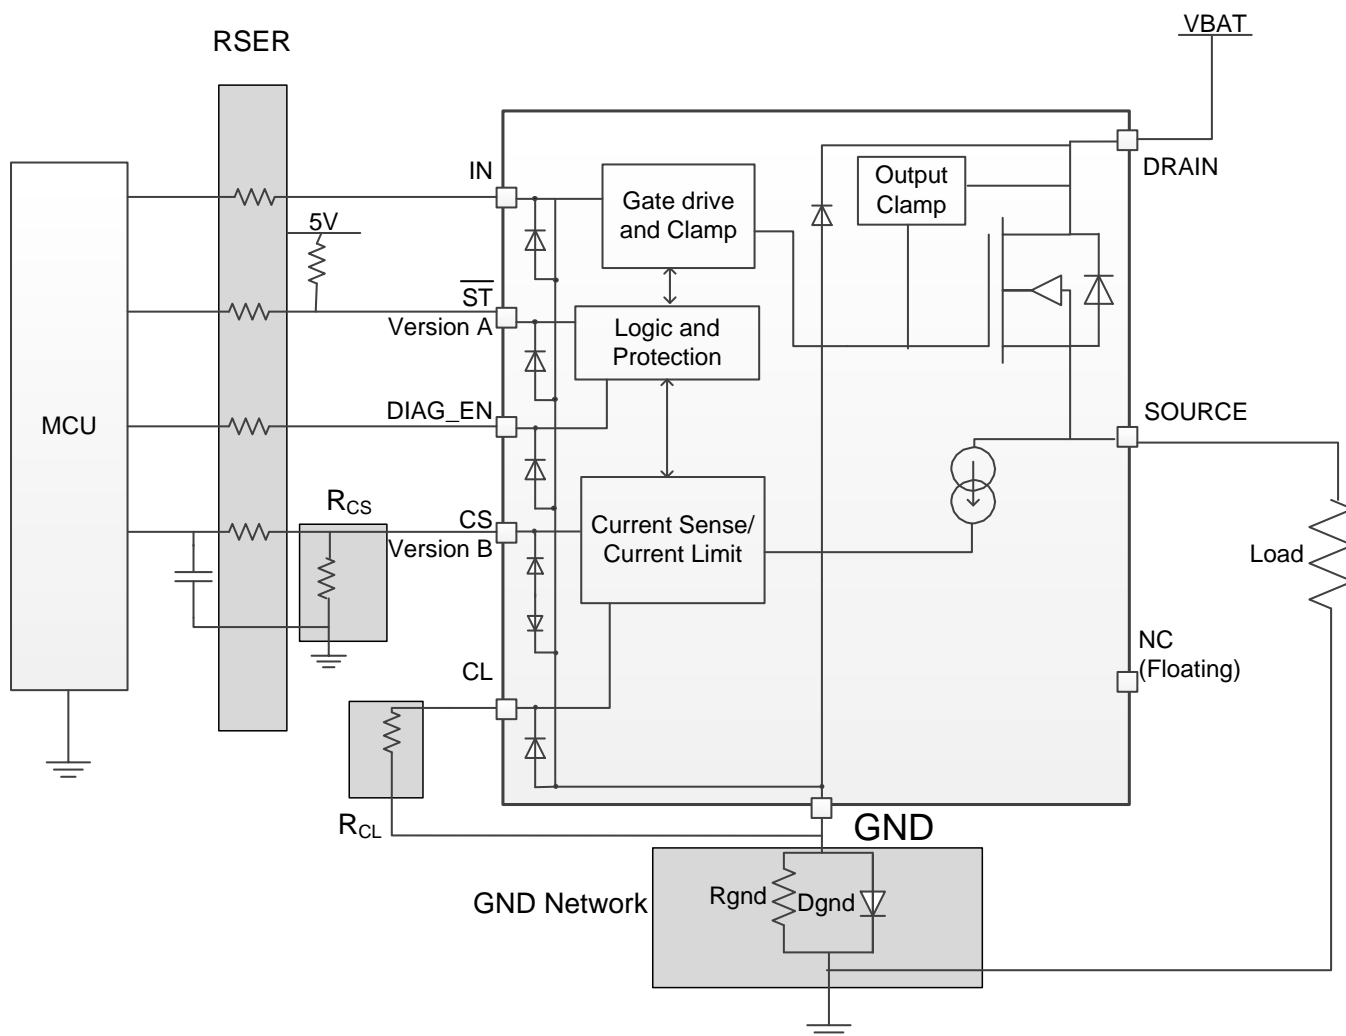 VBAT
RSER
IN
DRAIN
Gate drive
and Clamp
Output
Clamp
5V
ST
Version A
Logic and
Protection
MCU
DIAG_EN
SOURCE
RCS
CS
Version B
Current Sense/
Current Limit
Load
NC
(Floating)
CL
RCL
GND
GND Network
Rgnd
Dgnd